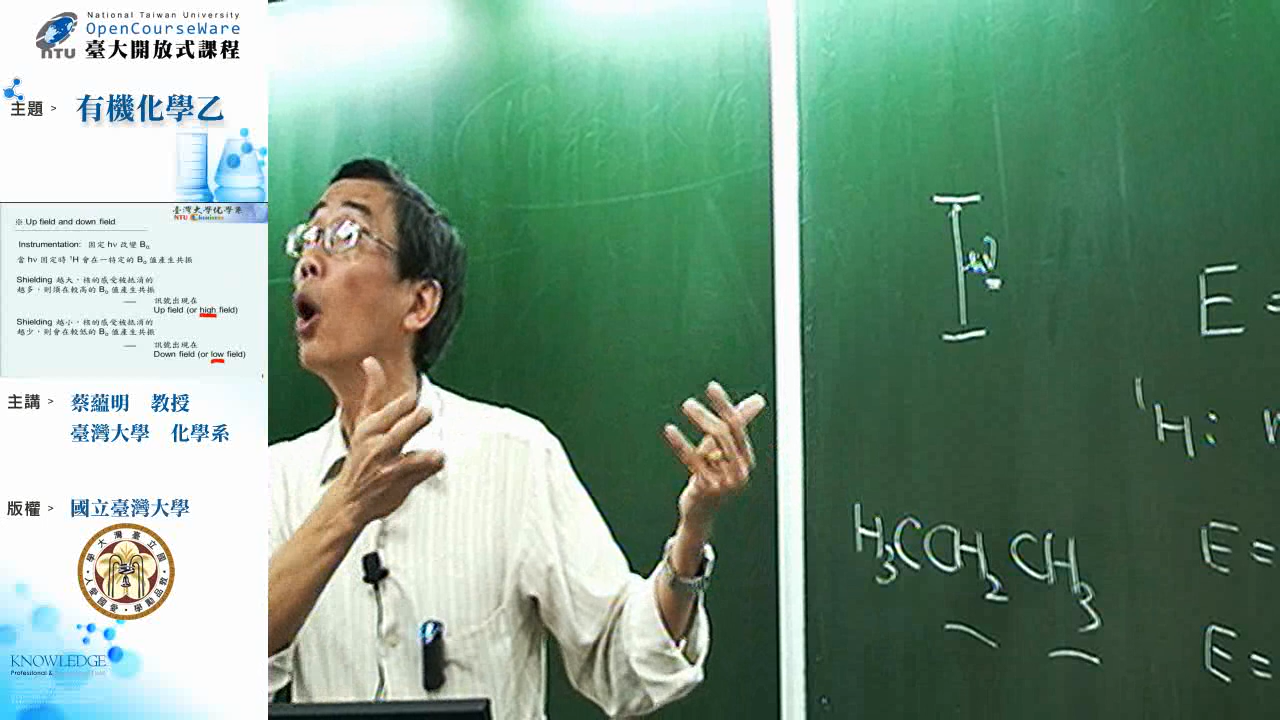 National Taiwan University
OpenCourseWare
NTU 臺大開放式課程
主題 > 有機化學乙
臺灣大學化學系
NTU Chemistry
※ Up field and down field
Instrumentation: 固定 hν 改變 B₀
當 hν 固定時 ¹H 會在一特定的 B₀ 值產生共振
Shielding 越大，核的感受被抵消的
越多，則須在較高的 B₀ 值產生共振
— 訊號出現在
Up field (or high field)
Shielding 越小，核的感受被抵消的
越少，則會在較低的 B₀ 值產生共振
— 訊號出現在
Down field (or low field)
主講 > 蔡蘊明 教授
臺灣大學 化學系
版權 > 國立臺灣大學
KNOWLEDGE
E =
¹H:
H₃CCH₂CH₃
E =
E =